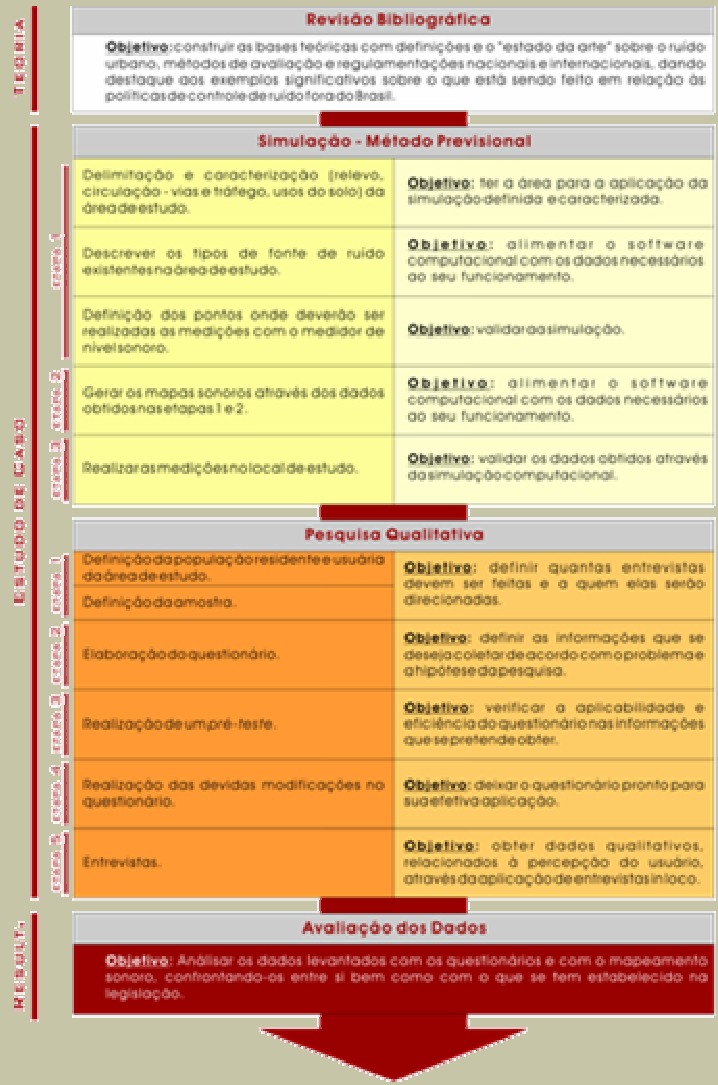 TEORIA
Revisão Bibliográfica
Objetivo: construir as bases teóricas com definições e o "estado da arte" sobre o ruído
urbano, métodos de avaliação e regulamentações nacionais e internacionais, dando
destaque aos exemplos significativos sobre o que está sendo feito em relação às
políticas de controle de ruído fora do Brasil.
ESTUDO DE CASO
Simulação - Método Previsional
ETAPA 1
Delimitação e caracterização (relevo,
circulação - vias e tráfego, usos do solo) da
área de estudo.
Objetivo: ter a área para a aplicação da
simulação definida e caracterizada.
Descrever os tipos de fonte de ruído
existentes na área de estudo.
Objetivo: alimentar o software
computacional com os dados necessários
ao seu funcionamento.
Definição dos pontos onde deverão ser
realizadas as medições com o medidor de
nível sonoro.
Objetivo: validar aa simulação.
ETAPA 2
Gerar os mapas sonoros através dos dados
obtidos nas etapas 1 e 2.
Objetivo: alimentar o software
computacional com os dados necessários
ao seu funcionamento.
ETAPA 3
Realizar as medições no local de estudo.
Objetivo: validar os dados obtidos através
da simulação computacional.
Pesquisa Qualitativa
ETAPA 1
Definição da população residente e usuária
da área de estudo.
Definição da amostra.
Objetivo: definir quantas entrevistas
devem ser feitas e a quem elas serão
direcionadas.
ETAPA 2
Elaboração do questionário.
Objetivo: definir as informações que se
deseja coletar de acordo com o problema e
a hipótese da pesquisa.
ETAPA 3
Realização de um pré-teste.
Objetivo: verificar a aplicabilidade e
eficiência do questionário nas informações
que se pretende obter.
ETAPA 4
Realização das devidas modificações no
questionário.
Objetivo: deixar o questionário pronto para
sua efetiva aplicação.
ETAPA 5
Entrevistas.
Objetivo: obter dados qualitativos,
relacionados à percepção do usuário,
através da aplicação de entrevistas in loco.
RESULT.
Avaliação dos Dados
Objetivo: Análisar os dados levantados com os questionários e com o mapeamento
sonoro, confrontando-os entre si bem como com o que se tem estabelecido na
legislação.